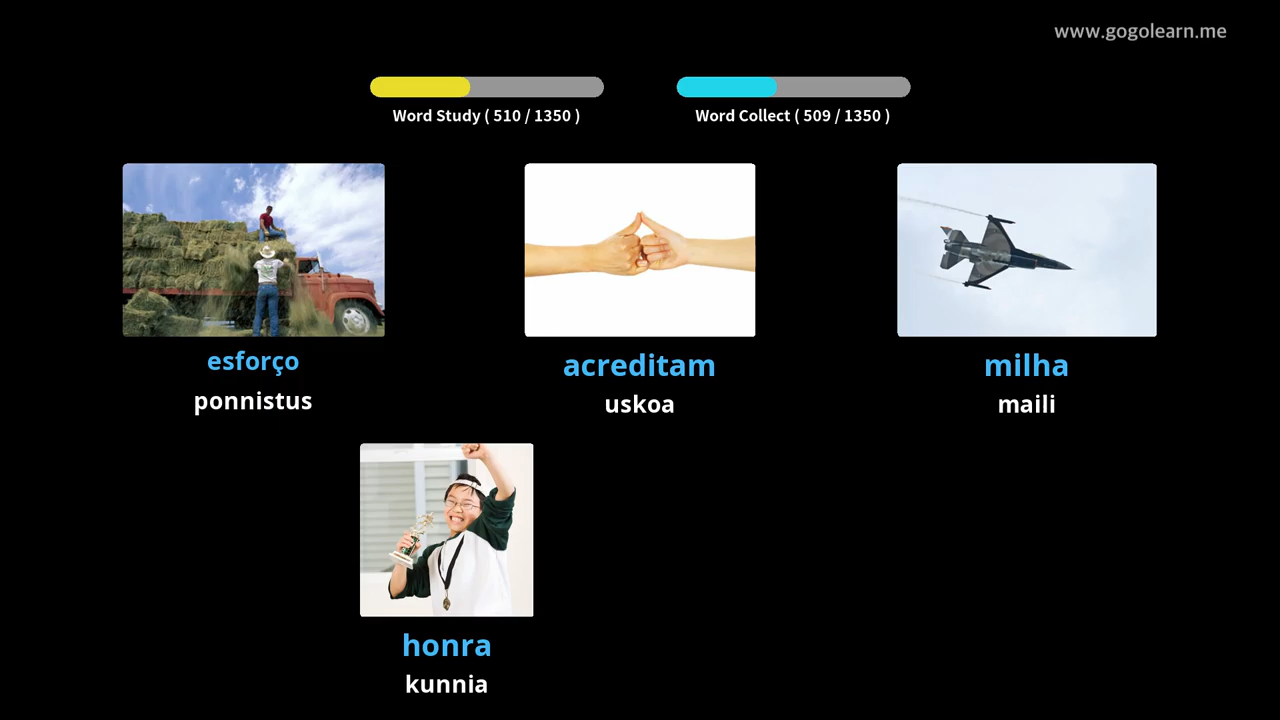 www.gogolearn.me
Word Study ( 510 / 1350 )
Word Collect ( 509 / 1350 )
esforço
ponnistus
acreditam
uskoa
milha
maili
honra
kunnia